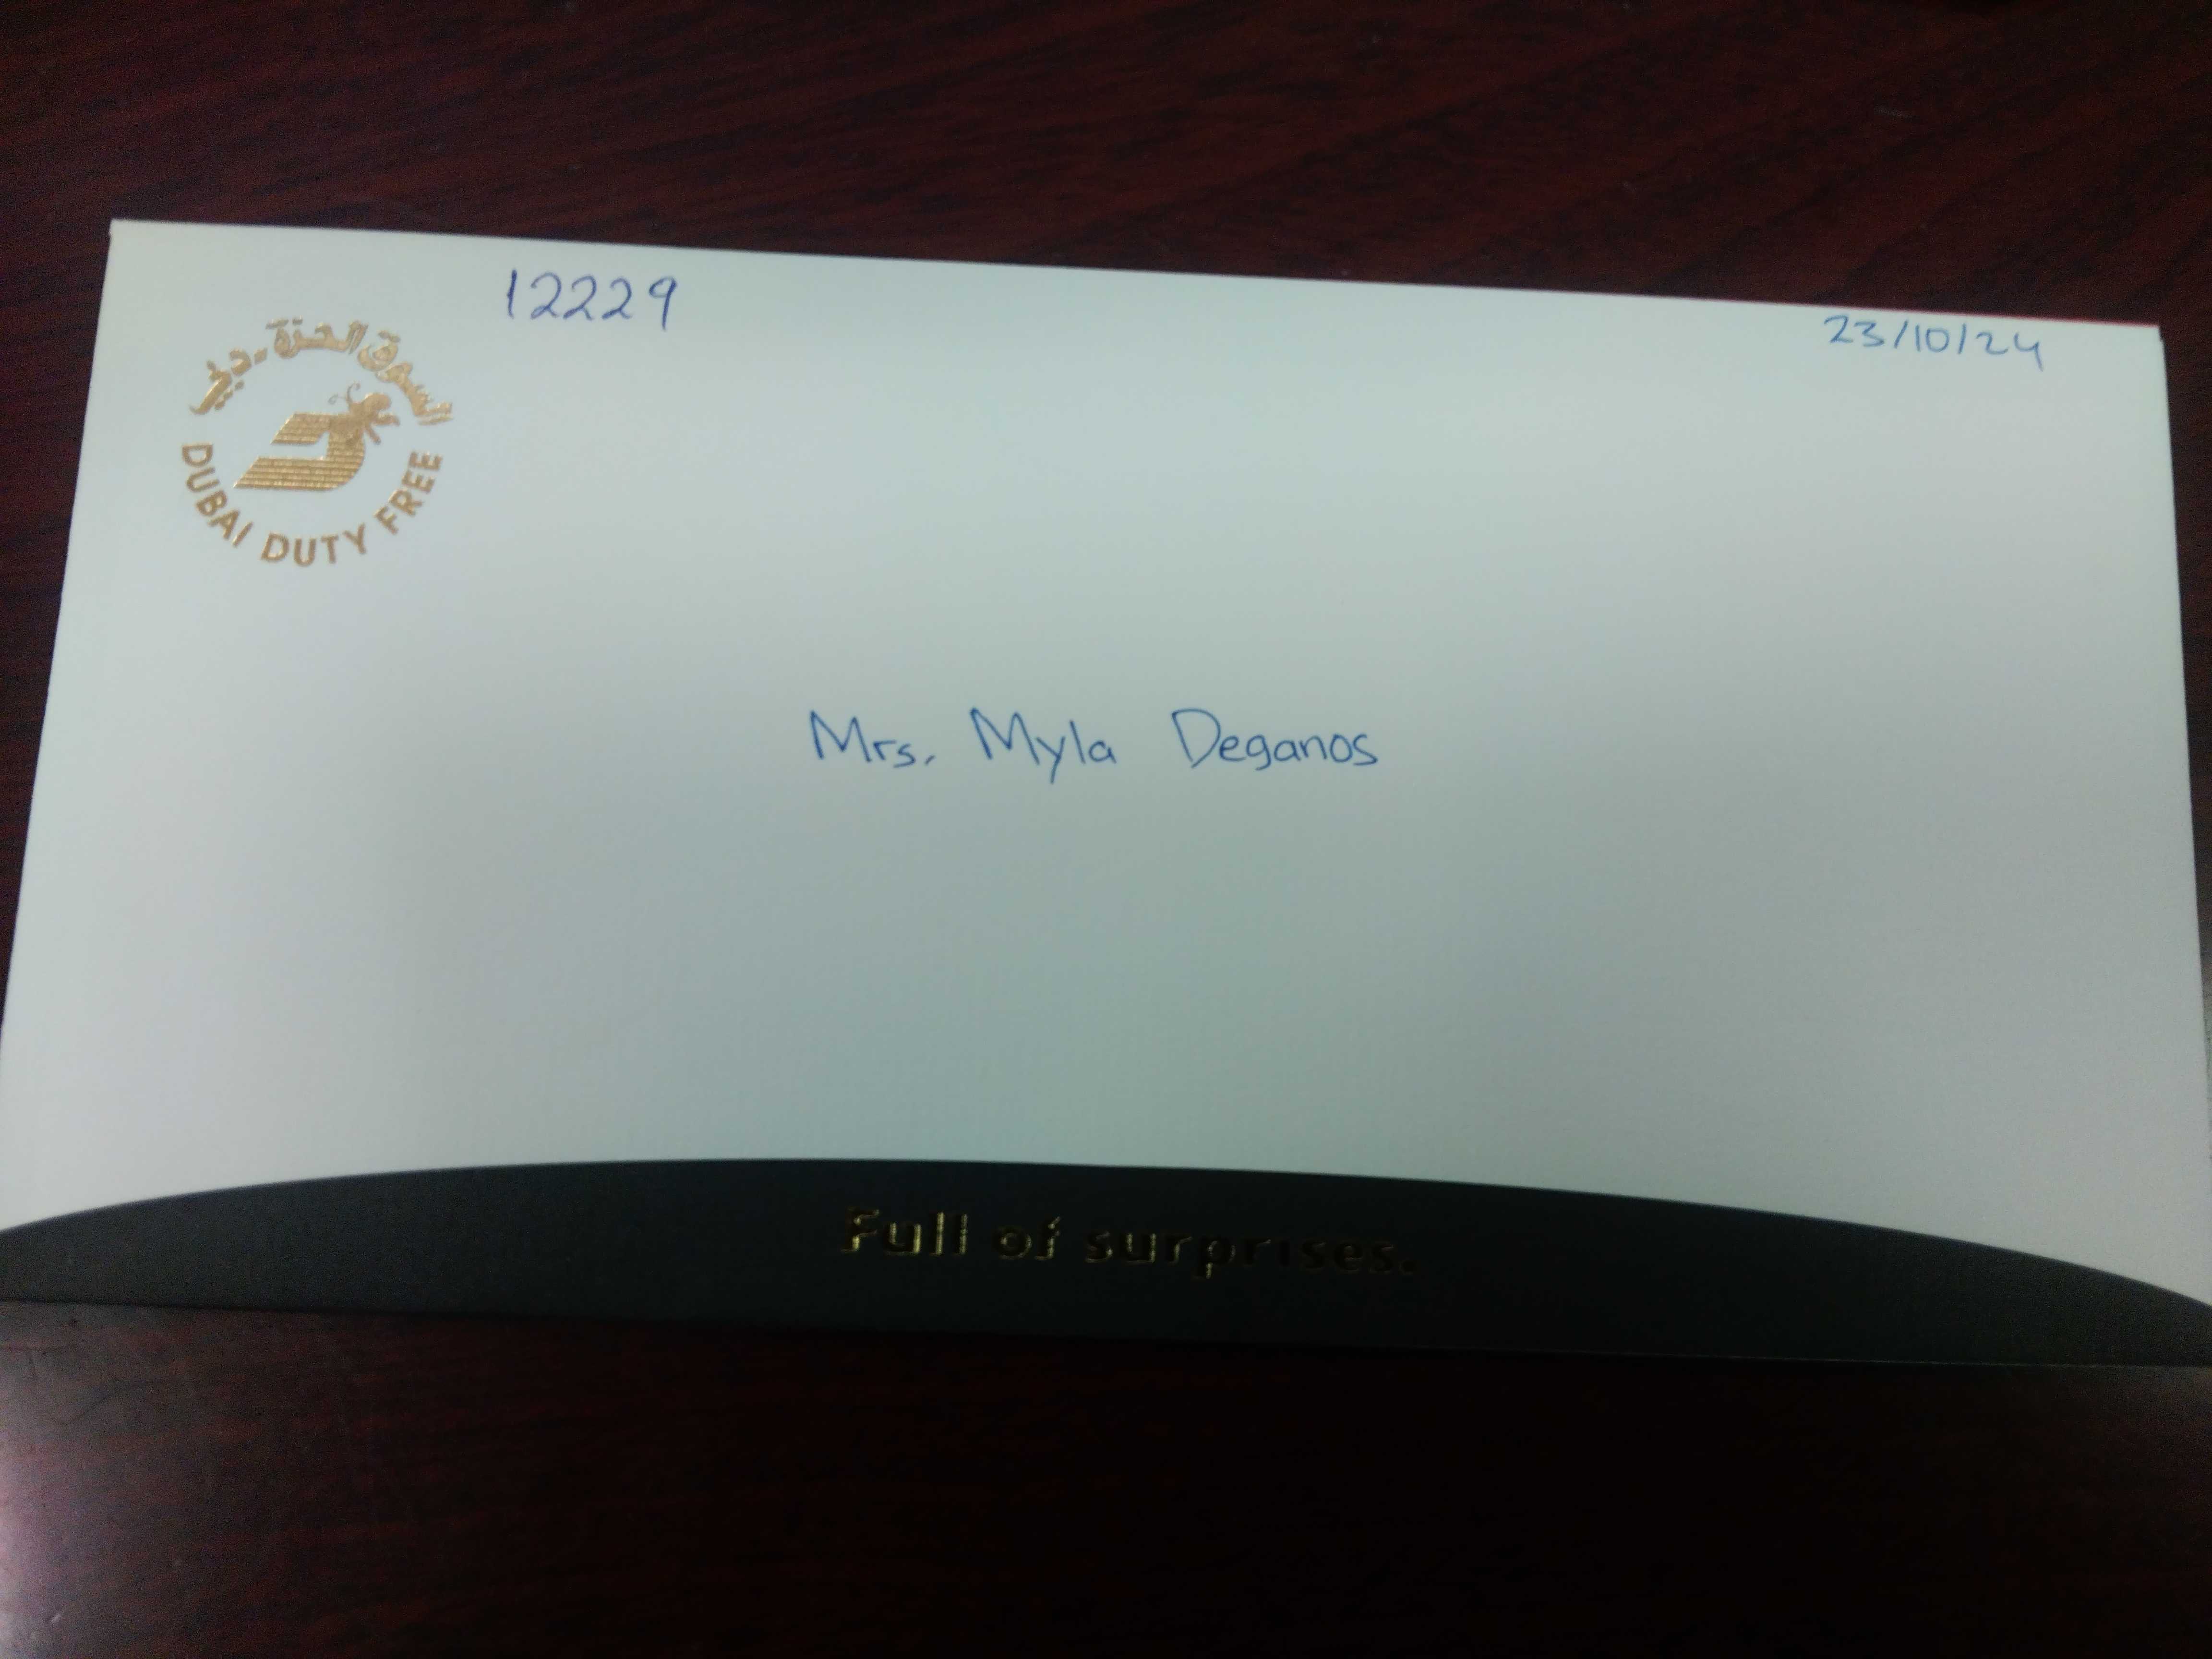 12229
23/10/24
السوق الحرة - دبي
DUBAI DUTY FREE
Mrs. Myla Deganos
Full of surprises.